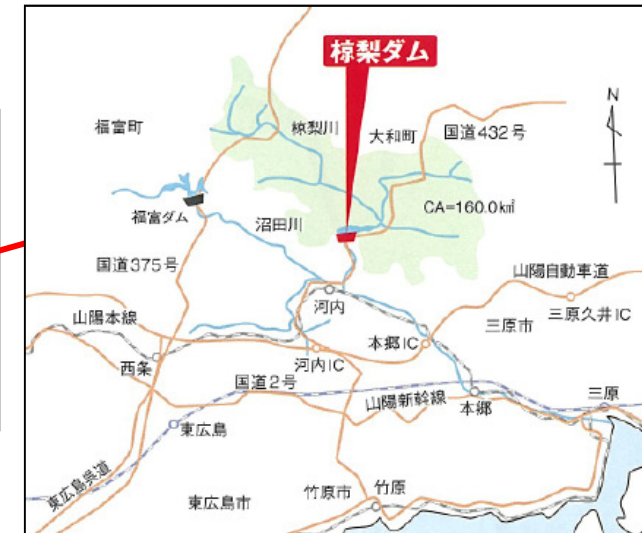 椋梨ダム
N
福富町
椋梨川
大和町
国道432号
福富ダム
沼田川
CA=160.0k㎡
国道375号
山陽自動車道
河内
三原久井IC
山陽本線
三原市
本郷IC
西条
河内IC
国道2号
山陽新幹線
本郷
三原
東広島
東広島呉道
東広島市
竹原市
竹原